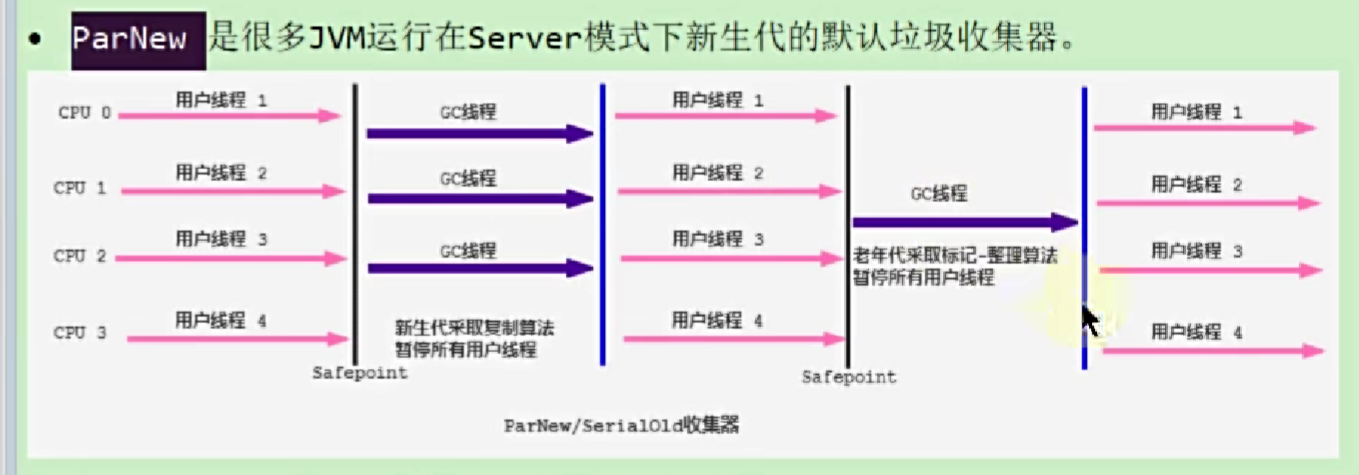 • ParNew 是很多JVM运行在Server模式下新生代的默认垃圾收集器。
用户线程 1 GC线程 用户线程 1 用户线程 1
CPU 0
用户线程 2 GC线程 用户线程 2 GC线程 用户线程 2
CPU 1
用户线程 3 GC线程 用户线程 3 老年代采取标记-整理算法 用户线程 3
CPU 2 暂停所有用户线程
用户线程 4 新生代采取复制算法 用户线程 4 用户线程 4
CPU 3 暂停所有用户线程
Safepoint Safepoint
ParNew/SerialOld收集器